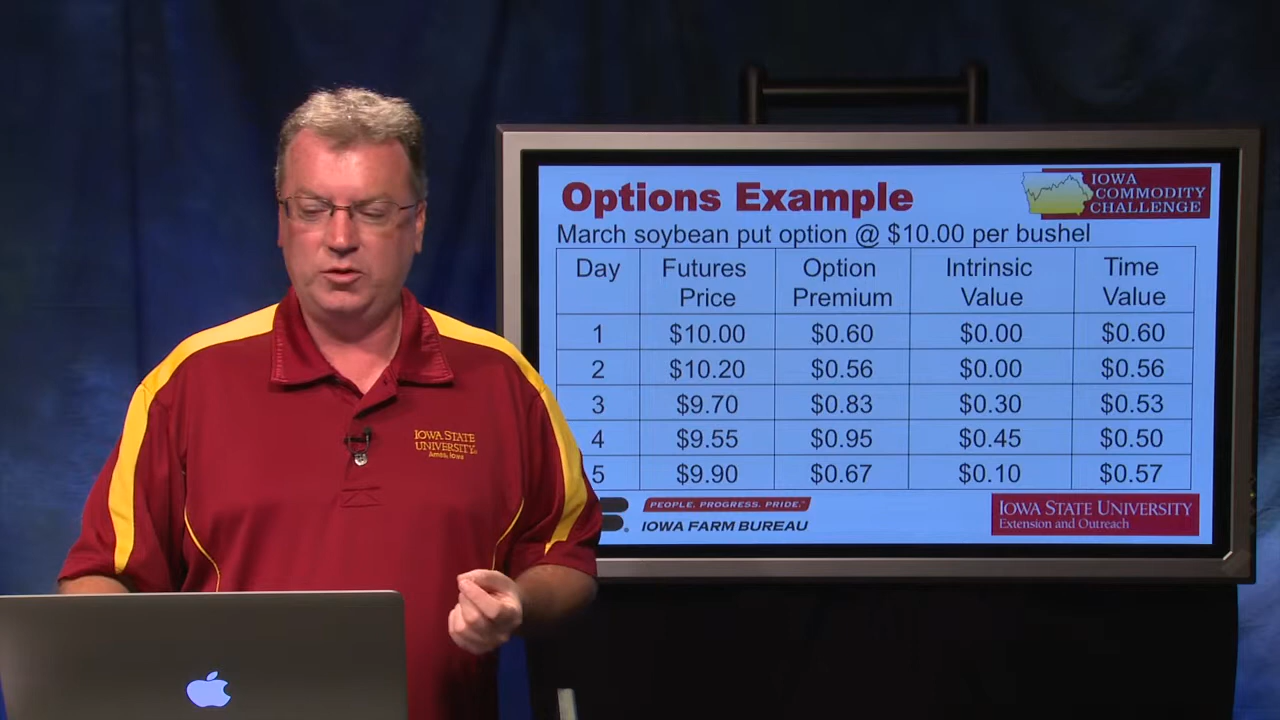 Options Example
IOWA
COMMODITY
CHALLENGE
March soybean put option @ $10.00 per bushel
Day Futures Price Option Premium Intrinsic Value Time Value
1 $10.00 $0.60 $0.00 $0.60
2 $10.20 $0.56 $0.00 $0.56
3 $9.70 $0.83 $0.30 $0.53
4 $9.55 $0.95 $0.45 $0.50
5 $9.90 $0.67 $0.10 $0.57
PEOPLE. PROGRESS. PRIDE.
IOWA FARM BUREAU
IOWA STATE UNIVERSITY
Extension and Outreach
IOWA STATE
UNIVERSITY
Ames, Iowa